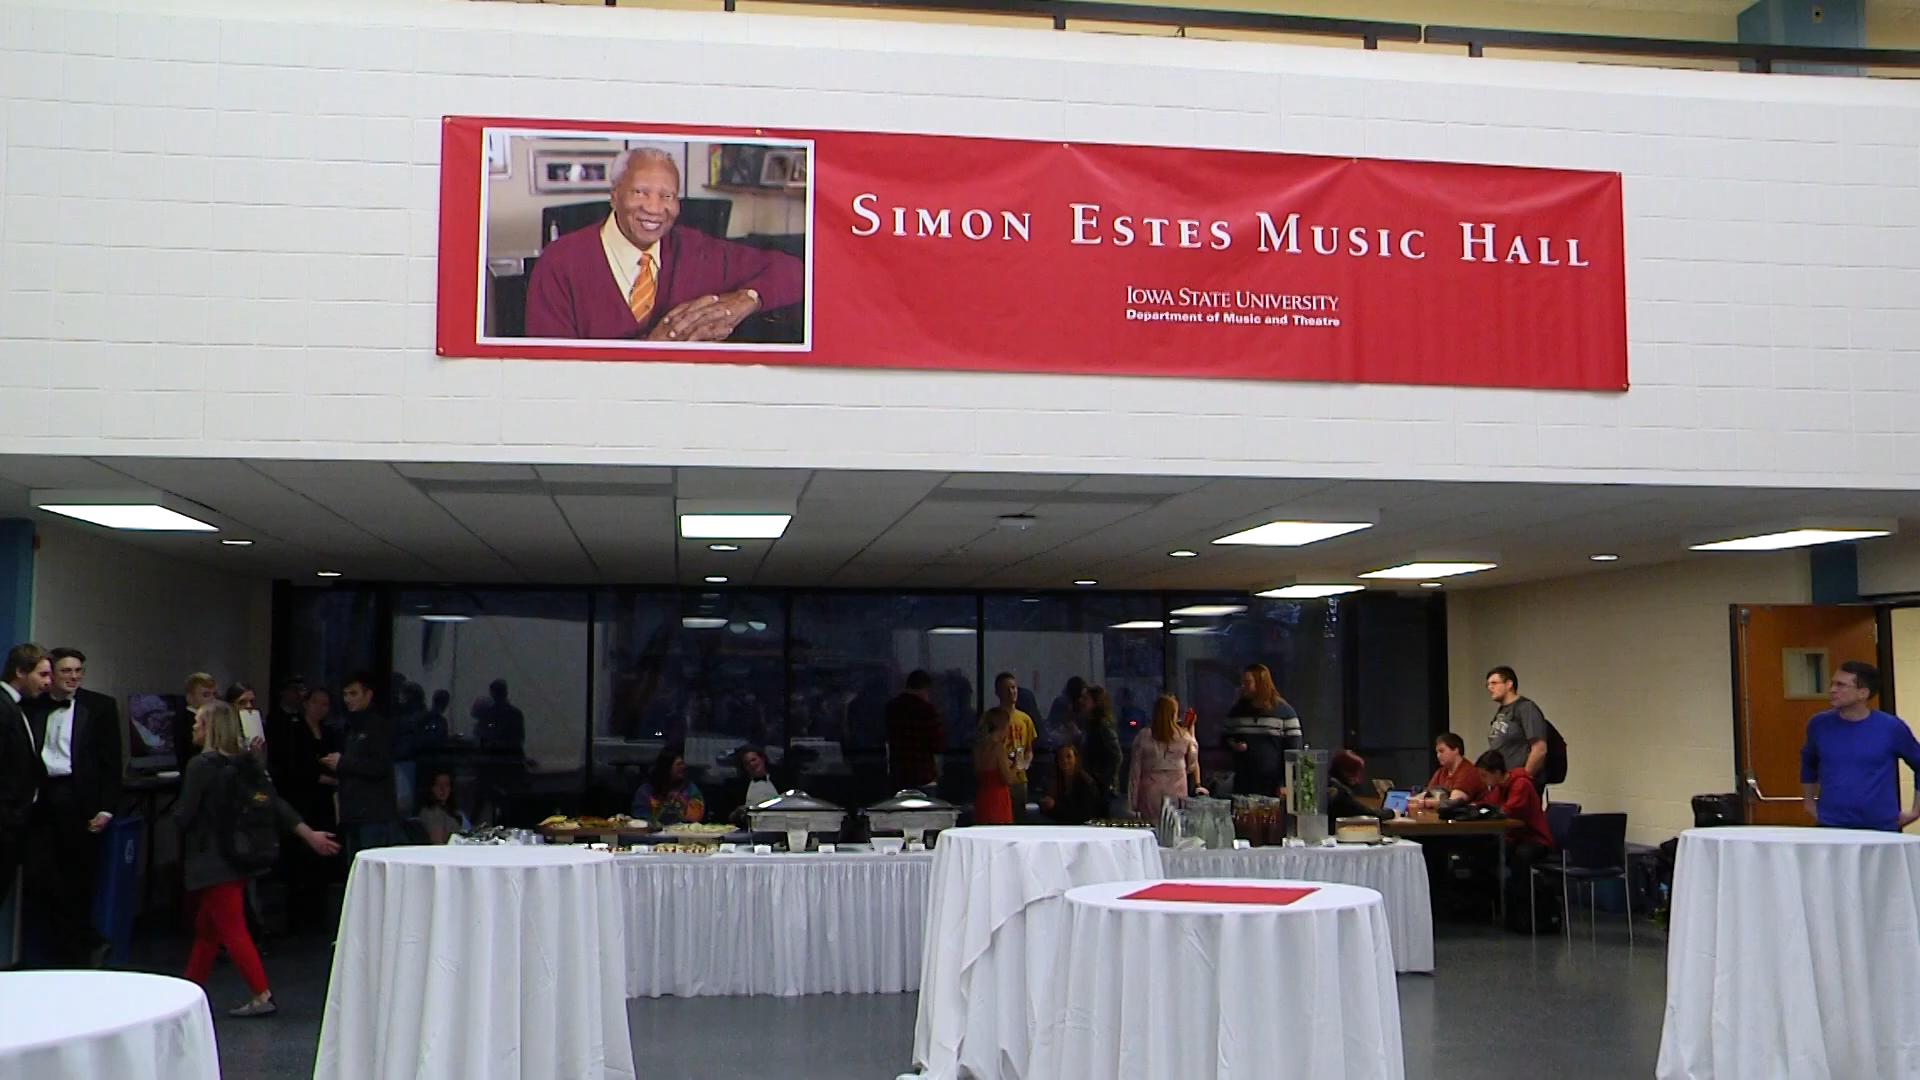 SIMON ESTES MUSIC HALL
IOWA STATE UNIVERSITY
Department of Music and Theatre